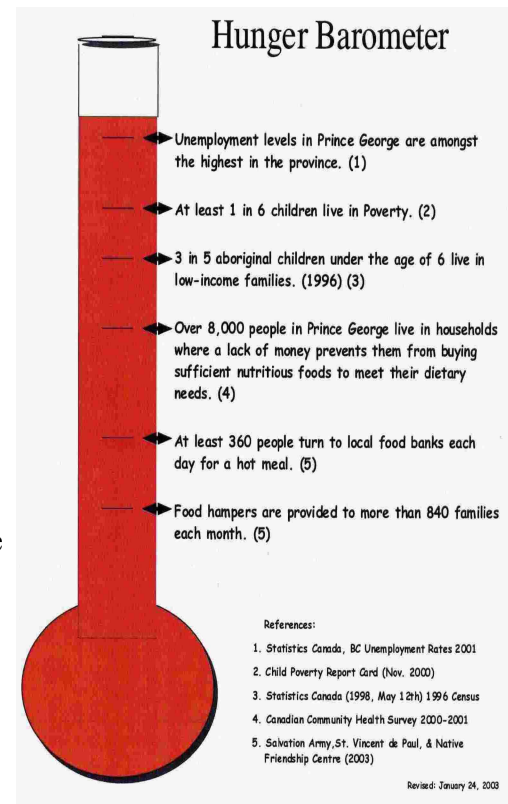 Hunger Barometer
Unemployment levels in Prince George are amongst
the highest in the province. (1)
At least 1 in 6 children live in Poverty. (2)
3 in 5 aboriginal children under the age of 6 live in
low-income families. (1996) (3)
Over 8,000 people in Prince George live in households
where a lack of money prevents them from buying
sufficient nutritious foods to meet their dietary
needs. (4)
At least 360 people turn to local food banks each
day for a hot meal. (5)
Food hampers are provided to more than 840 families
each month. (5)
e
References:
1. Statistics Canada, BC Unemployment Rates 2001
2. Child Poverty Report Card (Nov. 2000)
3. Statistics Canada (1998, May 12th) 1996 Census
4. Canadian Community Health Survey 2000-2001
5. Salvation Army,St. Vincent de Paul, & Native
Friendship Centre (2003)
Revised: January 24, 2003